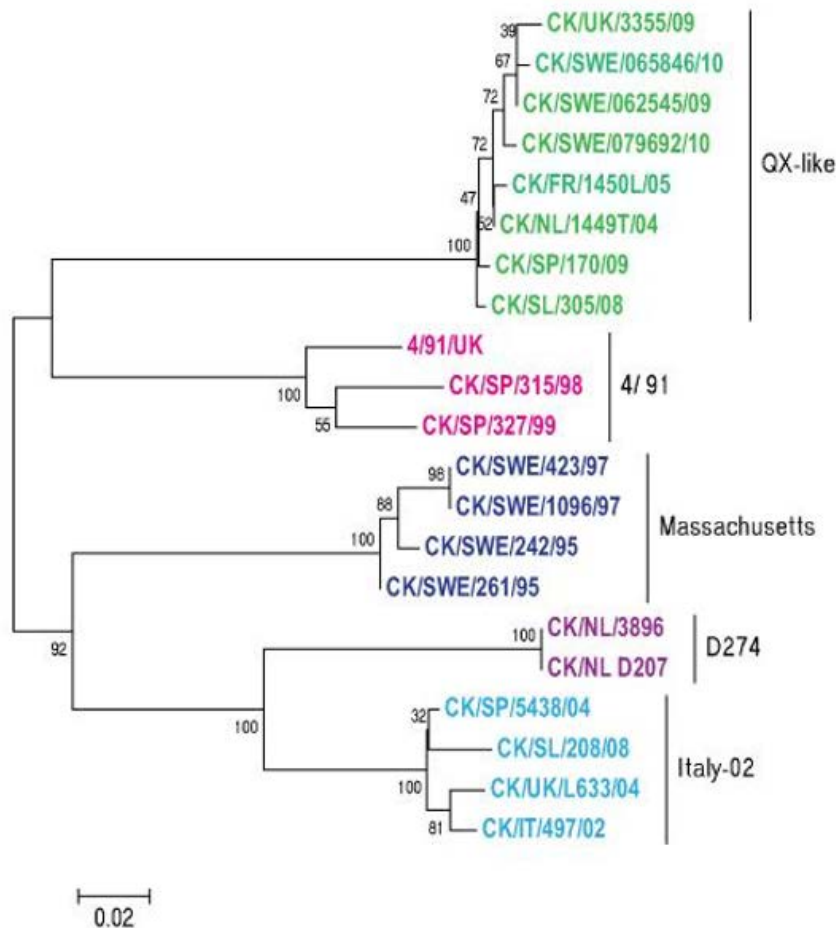 39
CK/UK/3355/09
67
CK/SWE/065846/10
72
CK/SWE/062545/09
72
CK/SWE/079692/10
QX-like
47
CK/FR/1450L/05
52
CK/NL/1449T/04
100
CK/SP/170/09
CK/SL/305/08
4/91/UK
100
CK/SP/315/98
4/ 91
55
CK/SP/327/99
98
CK/SWE/423/97
88
CK/SWE/1096/97
Massachusetts
100
CK/SWE/242/95
CK/SWE/261/95
92
100
CK/NL/3896
D274
CK/NL D207
100
32
CK/SP/5438/04
CK/SL/208/08
Italy-02
100
CK/UK/L633/04
81
CK/IT/497/02
0.02